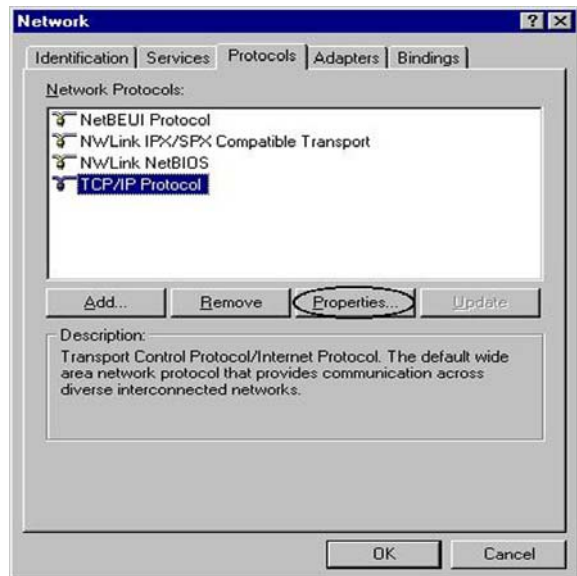 Network
Identification Services Protocols Adapters Bindings
Network Protocols:
NetBEUI Protocol
NWLink IPX/SPX Compatible Transport
NWLink NetBIOS
TCP/IP Protocol
Add... Remove Properties... Update
Description:
Transport Control Protocol/Internet Protocol. The default wide
area network protocol that provides communication across
diverse interconnected networks.
OK Cancel